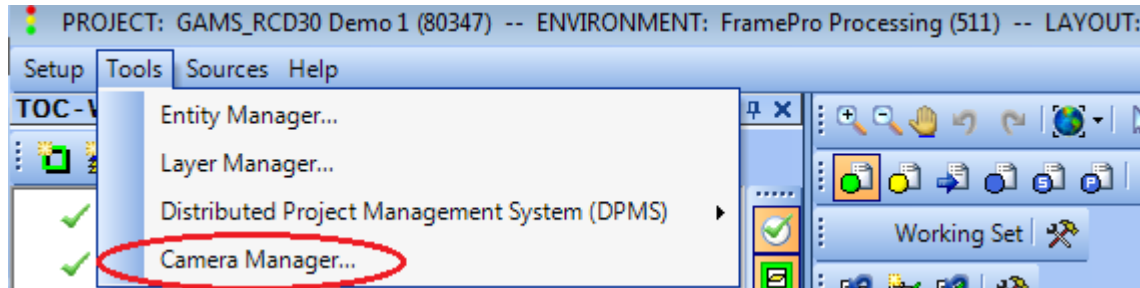 PROJECT: GAMS_RCD30 Demo 1 (80347) -- ENVIRONMENT: FramePro Processing (511) -- LAYOUT:
Setup Tools Sources Help
TOC-
Entity Manager...
Layer Manager...
Distributed Project Management System (DPMS)
Working Set
Camera Manager...